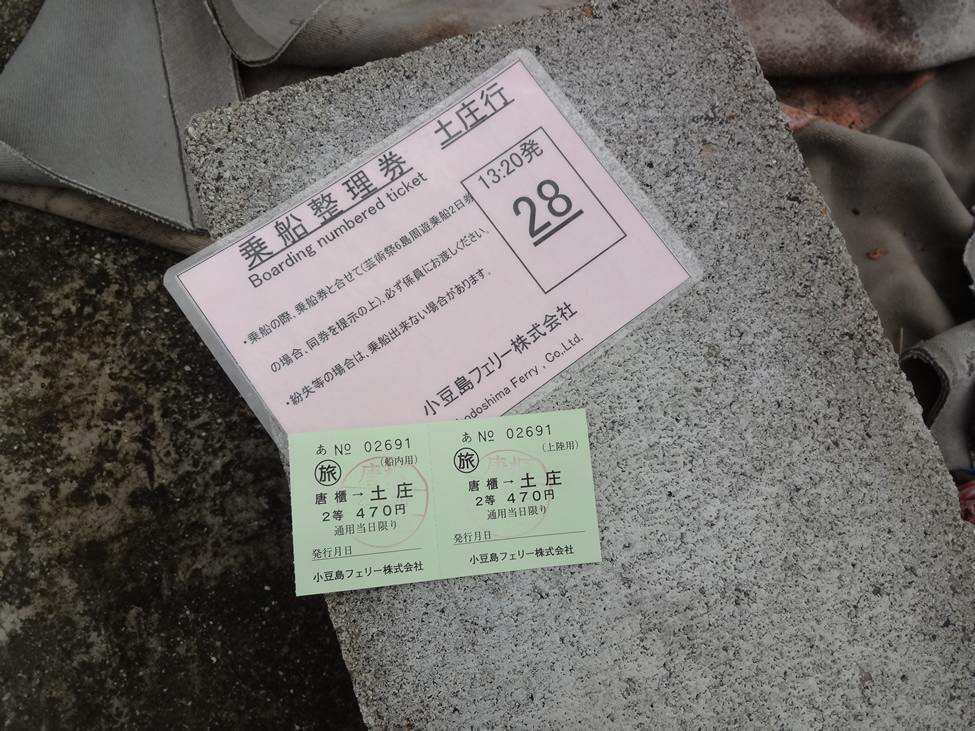 乗船整理券 土庄行
Boarding numbered ticket
13:20発
28
・乗船の際、乗船券と合せて(芸術祭6島周遊乗船2日券
の場合、同券を提示の上)、必ず係員にお渡しください。
・紛失等の場合は、乗船出来ない場合があります。
小豆島フェリー株式会社
odoshima Ferry , Co,.Ltd.
あ No 02691
旅 (船内用)
唐櫃→土庄
2等 470円
通用当日限り
発行月日
小豆島フェリー株式会社
あ No 02691
旅 (上陸用)
唐櫃→土庄
2等 470円
通用当日限り
発行月日
小豆島フェリー株式会社